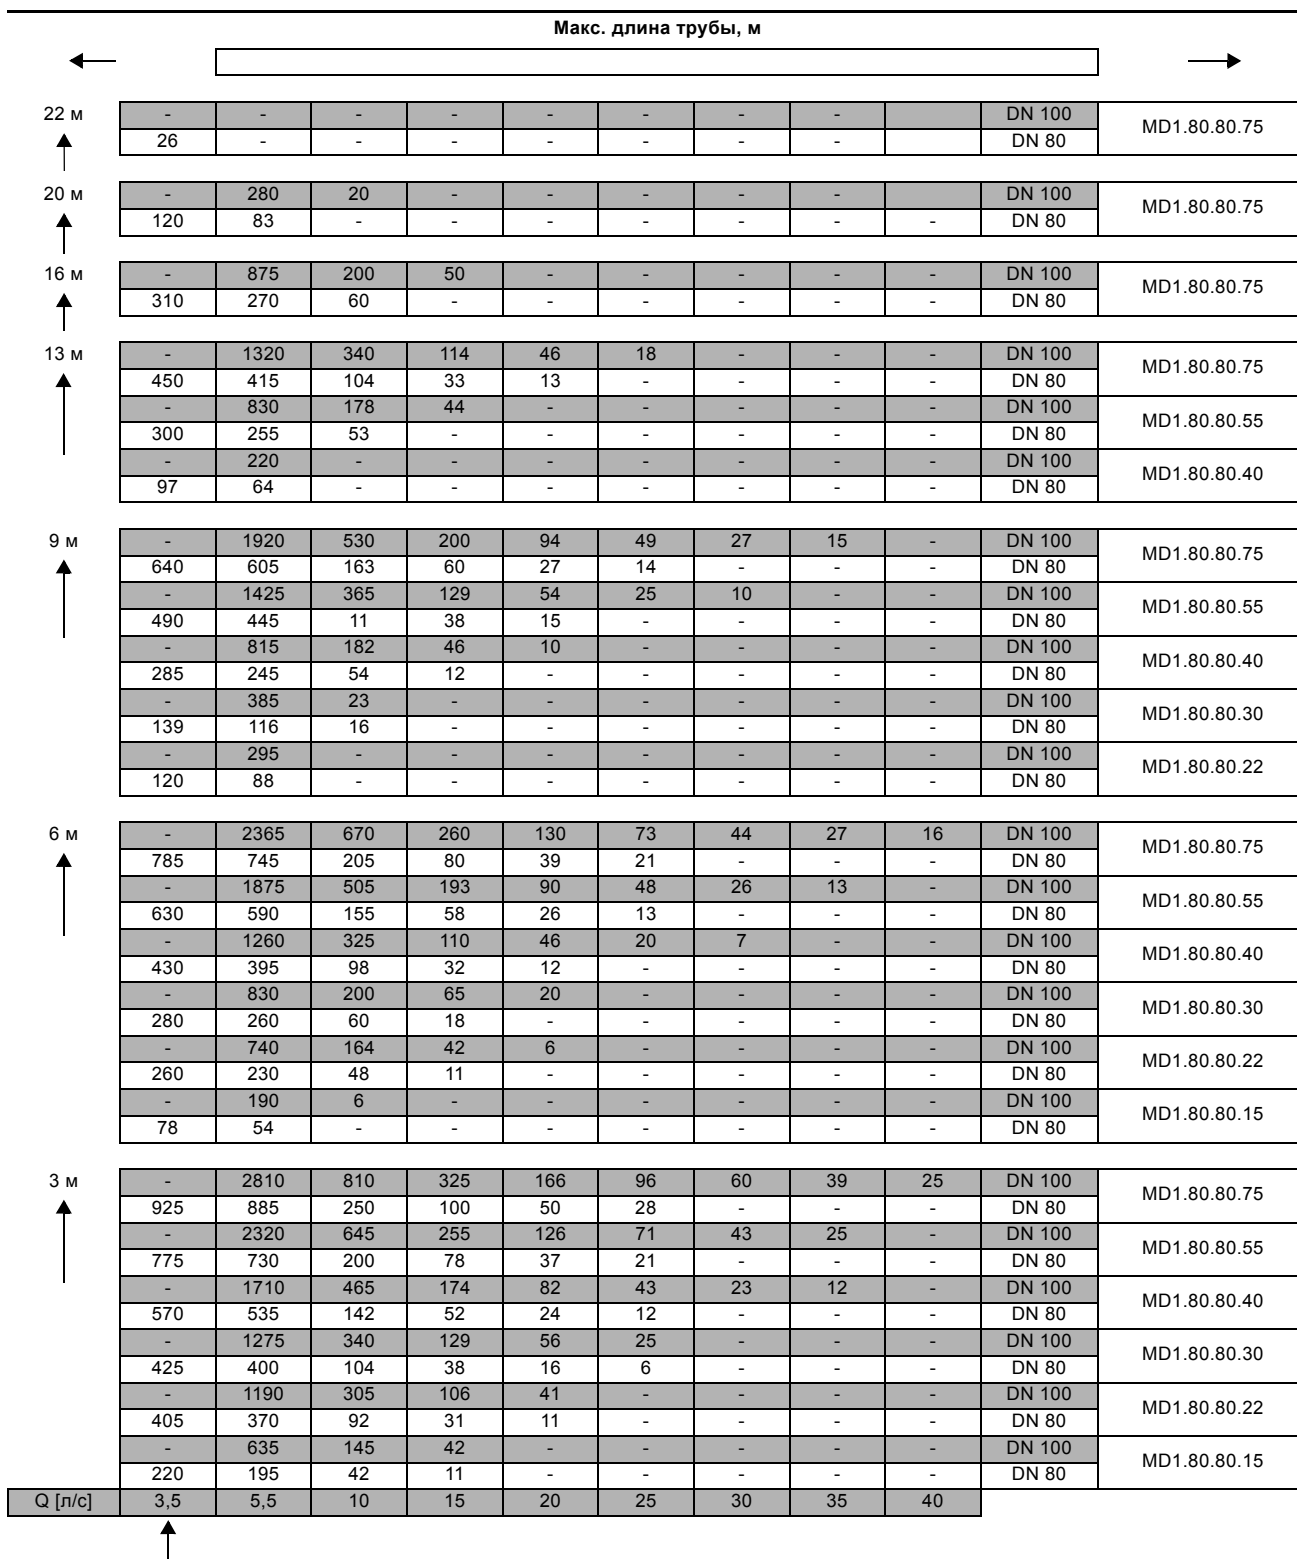 Макс. длина трубы, м
22 м - - - - - - - - DN 100 MD1.80.80.75
26 - - - - - - - DN 80
20 м - 280 20 - - - - - DN 100 MD1.80.80.75
120 83 - - - - - - - DN 80
16 м - 875 200 50 - - - - - DN 100 MD1.80.80.75
310 270 60 - - - - - - DN 80
13 м - 1320 340 114 46 18 - - - DN 100 MD1.80.80.75
450 415 104 33 13 - - - - DN 80
- 830 178 44 - - - - - DN 100 MD1.80.80.55
300 255 53 - - - - - - DN 80
- 220 - - - - - - - DN 100 MD1.80.80.40
97 64 - - - - - - - DN 80
9 м - 1920 530 200 94 49 27 15 - DN 100 MD1.80.80.75
640 605 163 60 27 14 - - - DN 80
- 1425 365 129 54 25 10 - - DN 100 MD1.80.80.55
490 445 11 38 15 - - - - DN 80
- 815 182 46 10 - - - - DN 100 MD1.80.80.40
285 245 54 12 - - - - - DN 80
- 385 23 - - - - - - DN 100 MD1.80.80.30
139 116 16 - - - - - - DN 80
- 295 - - - - - - - DN 100 MD1.80.80.22
120 88 - - - - - - - DN 80
6 м - 2365 670 260 130 73 44 27 16 DN 100 MD1.80.80.75
785 745 205 80 39 21 - - - DN 80
- 1875 505 193 90 48 26 13 - DN 100 MD1.80.80.55
630 590 155 58 26 13 - - - DN 80
- 1260 325 110 46 20 7 - - DN 100 MD1.80.80.40
430 395 98 32 12 - - - - DN 80
- 830 200 65 20 - - - - DN 100 MD1.80.80.30
280 260 60 18 - - - - - DN 80
- 740 164 42 6 - - - - DN 100 MD1.80.80.22
260 230 48 11 - - - - - DN 80
- 190 6 - - - - - - DN 100 MD1.80.80.15
78 54 - - - - - - - DN 80
3 м - 2810 810 325 166 96 60 39 25 DN 100 MD1.80.80.75
925 885 250 100 50 28 - - - DN 80
- 2320 645 255 126 71 43 25 - DN 100 MD1.80.80.55
775 730 200 78 37 21 - - - DN 80
- 1710 465 174 82 43 23 12 - DN 100 MD1.80.80.40
570 535 142 52 24 12 - - - DN 80
- 1275 340 129 56 25 - - - DN 100 MD1.80.80.30
425 400 104 38 16 6 - - - DN 80
- 1190 305 106 41 - - - - DN 100 MD1.80.80.22
405 370 92 31 11 - - - - DN 80
- 635 145 42 - - - - - DN 100 MD1.80.80.15
220 195 42 11 - - - - - DN 80
Q [л/с] 3,5 5,5 10 15 20 25 30 35 40